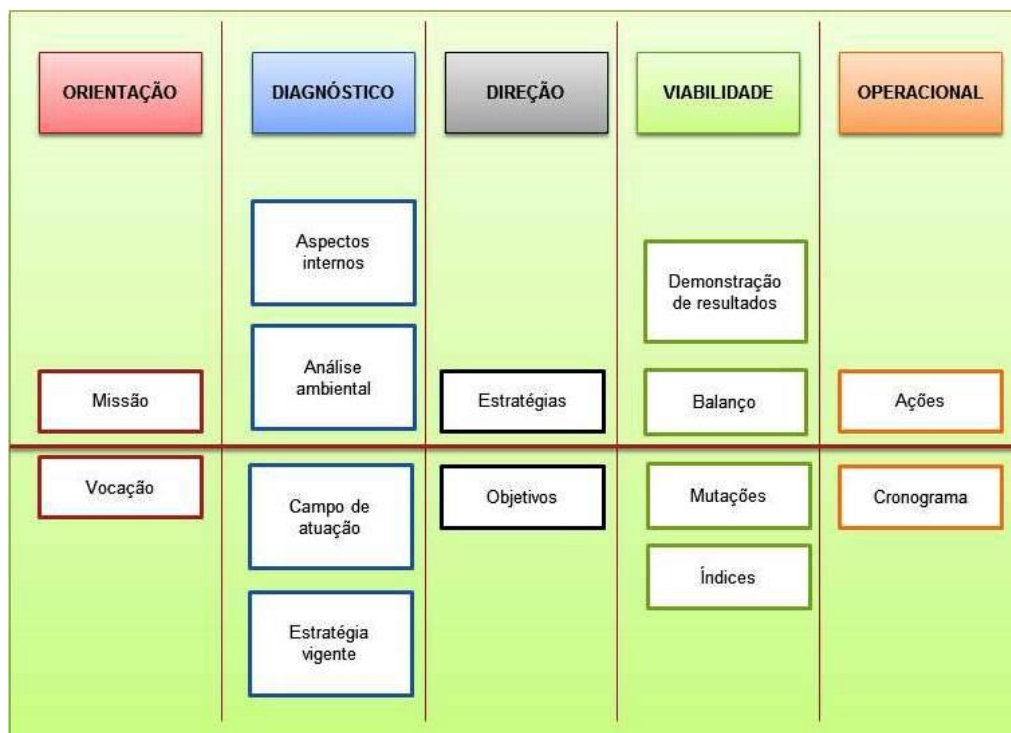 ORIENTAÇÃO
DIAGNÓSTICO
DIREÇÃO
VIABILIDADE
OPERACIONAL
Missão
Vocação
Aspectos
internos
Análise
ambiental
Campo de
atuação
Estratégia
vigente
Estratégias
Objetivos
Demonstração
de resultados
Balanço
Mutações
Índices
Ações
Cronograma